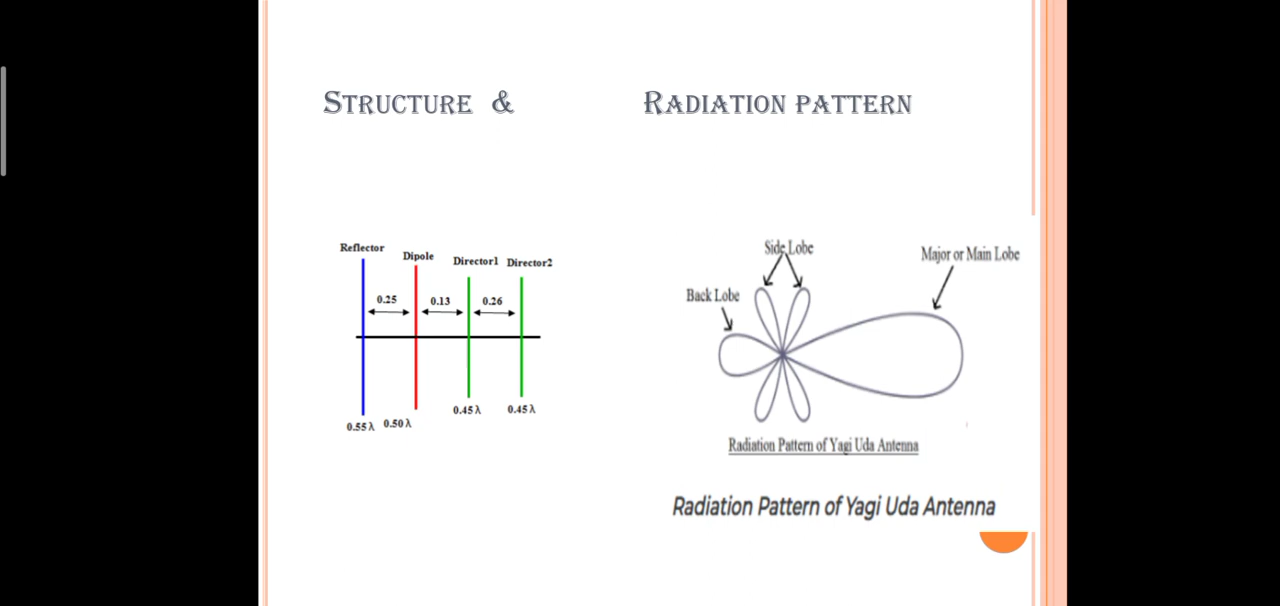 STRUCTURE & RADIATION PATTERN
Reflector
Dipole
Director1
Director2
0.25
0.13
0.26
0.55 λ
0.50 λ
0.45 λ
0.45 λ
Side Lobe
Major or Main Lobe
Back Lobe
Radiation Pattern of Yagi Uda Antenna
Radiation Pattern of Yagi Uda Antenna